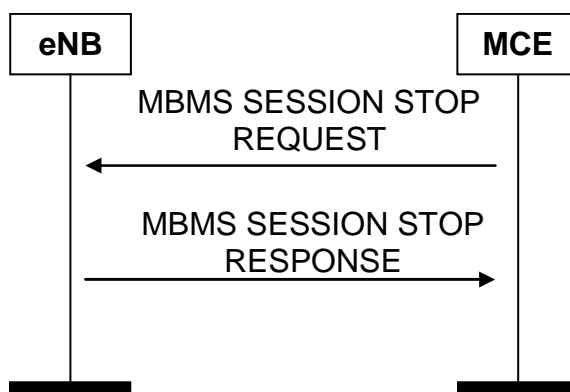 eNB
MCE
MBMS SESSION STOP
REQUEST
MBMS SESSION STOP
RESPONSE